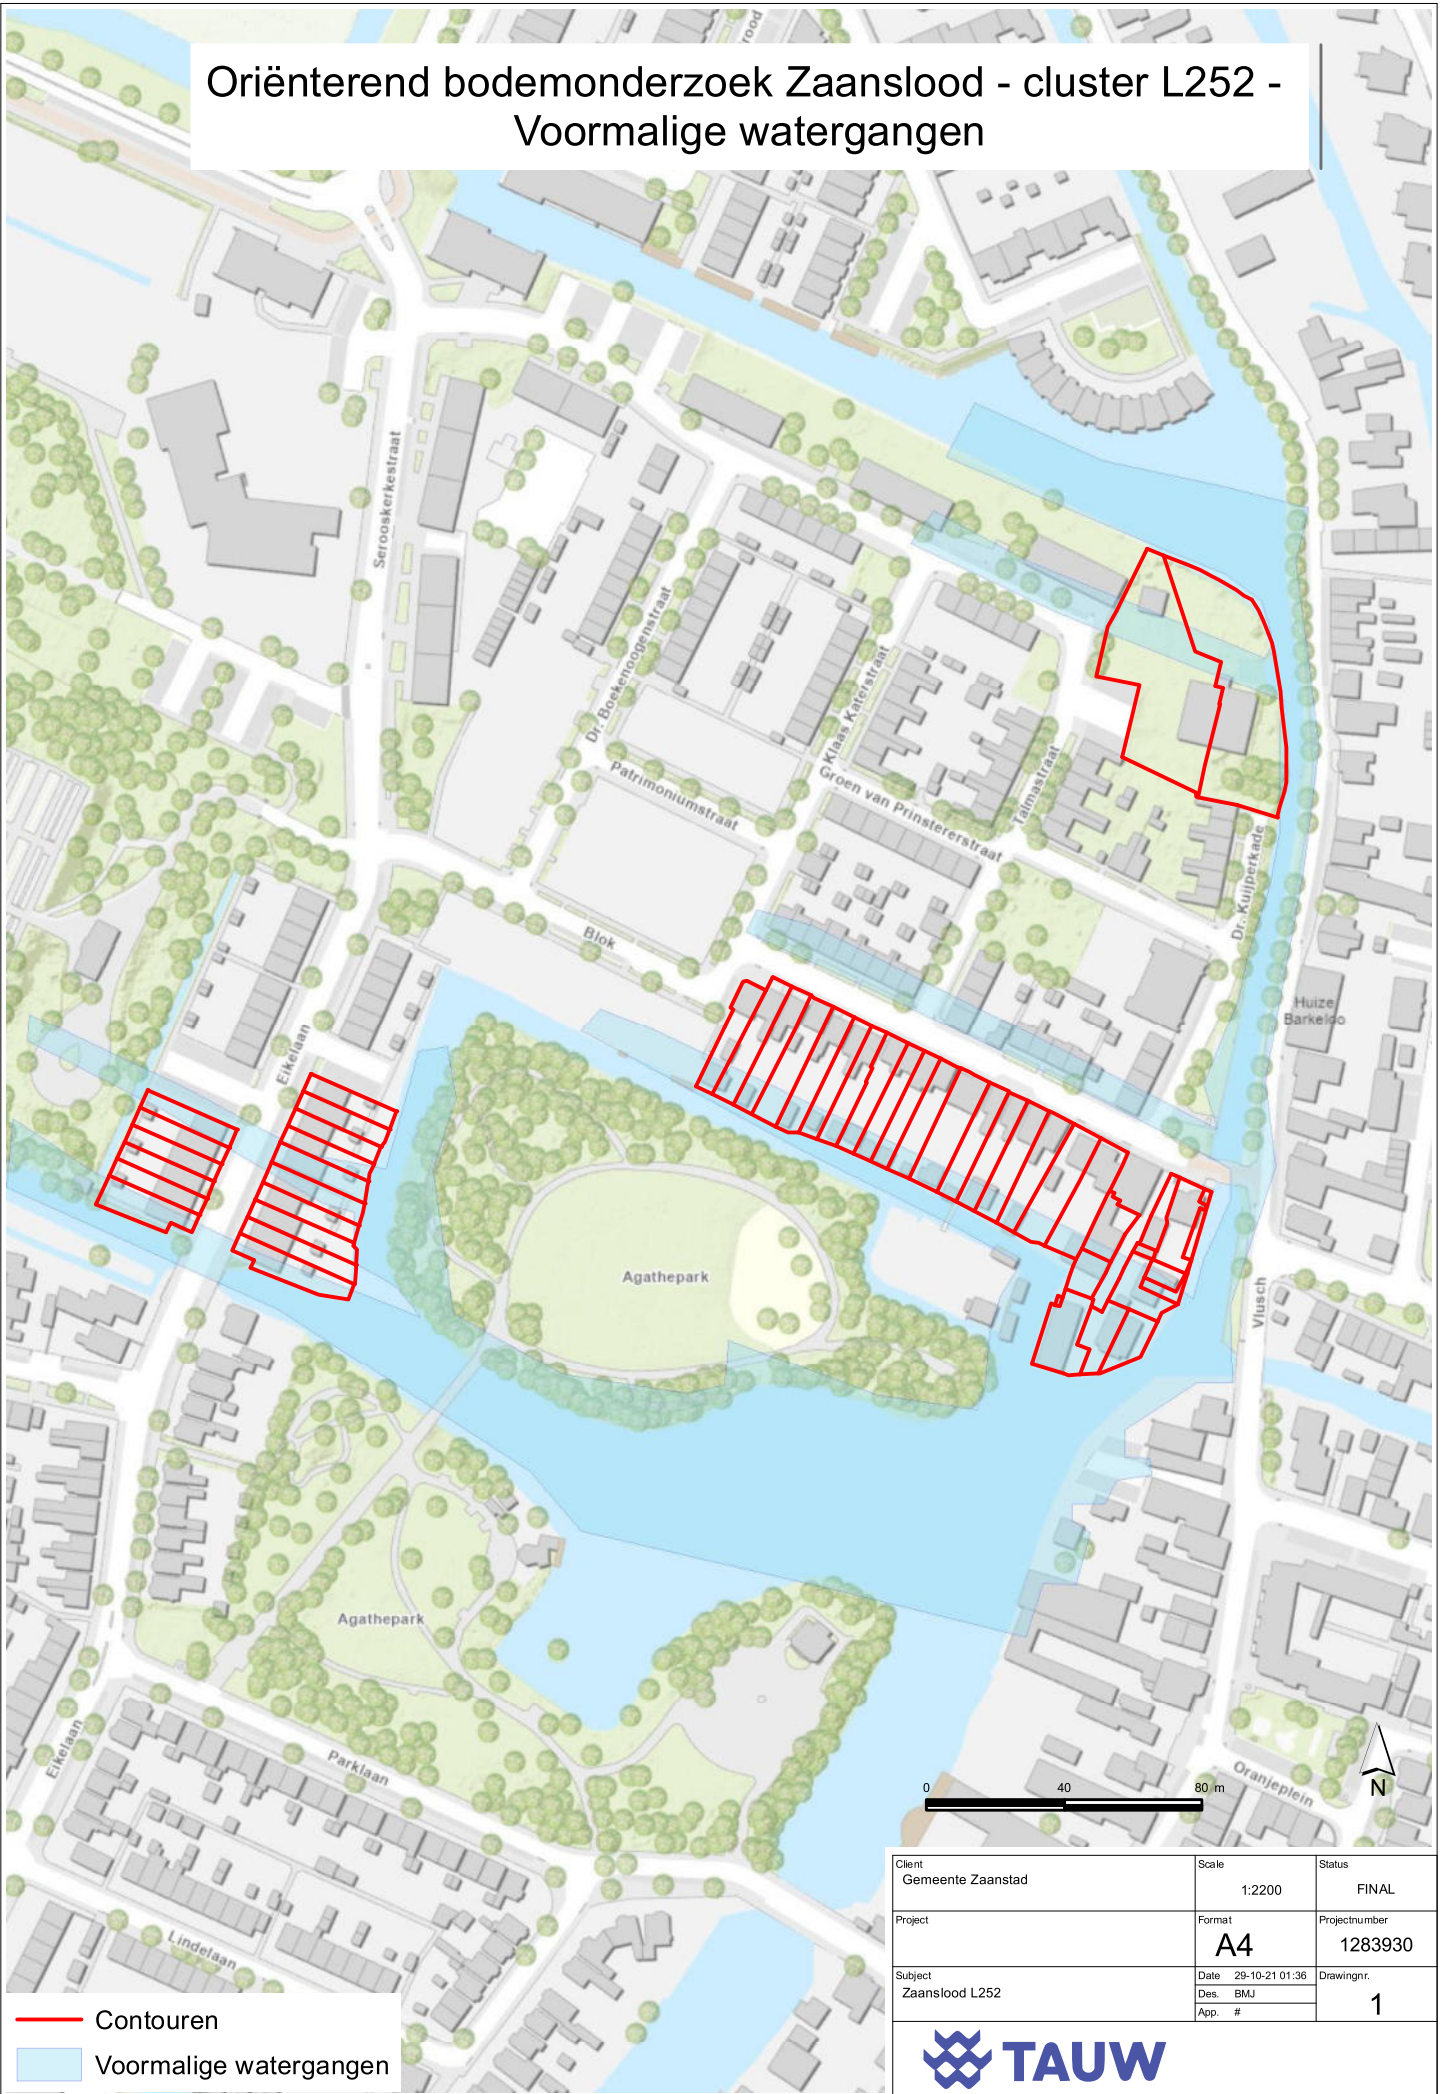 Oriënterend bodemonderzoek Zaanslood - cluster L252 -
Voormalige watergangen
rood
Serooskerkestraat
Dr. Boekenoogenstraat
Klaas Katerstraat
Patrimoniumstraat
Groen van Prinstererstraat
Talmastraat
Dr. Kuijperkade
Blok
Huize
Barkeloo
Eikelaan
Agathepark
Vlusch
Agathepark
Eikelaan
Parklaan
Oranjeplein
Lindelaan
0 40 80 m
N
Client
Gemeente Zaanstad
Scale
1:2200
Status
FINAL
Project
Format
A4
Projectnumber
1283930
Subject
Zaanslood L252
Date 29-10-21 01:36
Des. BMJ
App. #
Drawingnr.
1
TAUW
Contouren
Voormalige watergangen